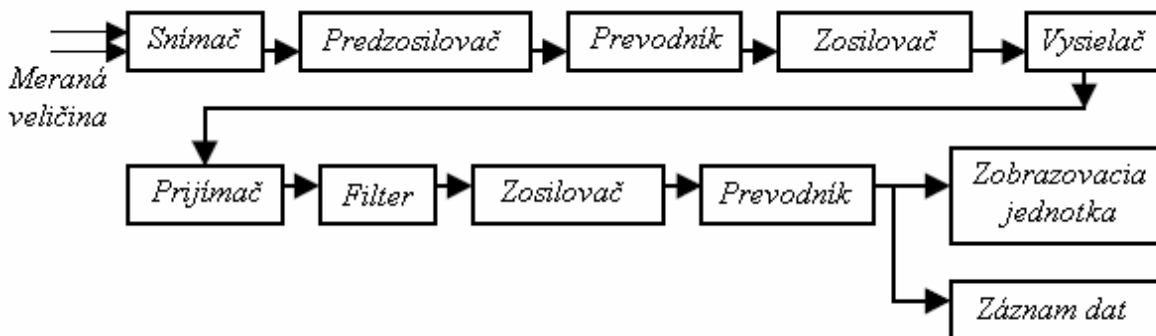 Snímač
Predzosilovač
Prevodník
Zosilovač
Vysielač
Meraná
veličina
Prijímač
Filter
Zosilovač
Prevodník
Zobrazovacia
jednotka
Záznam dat